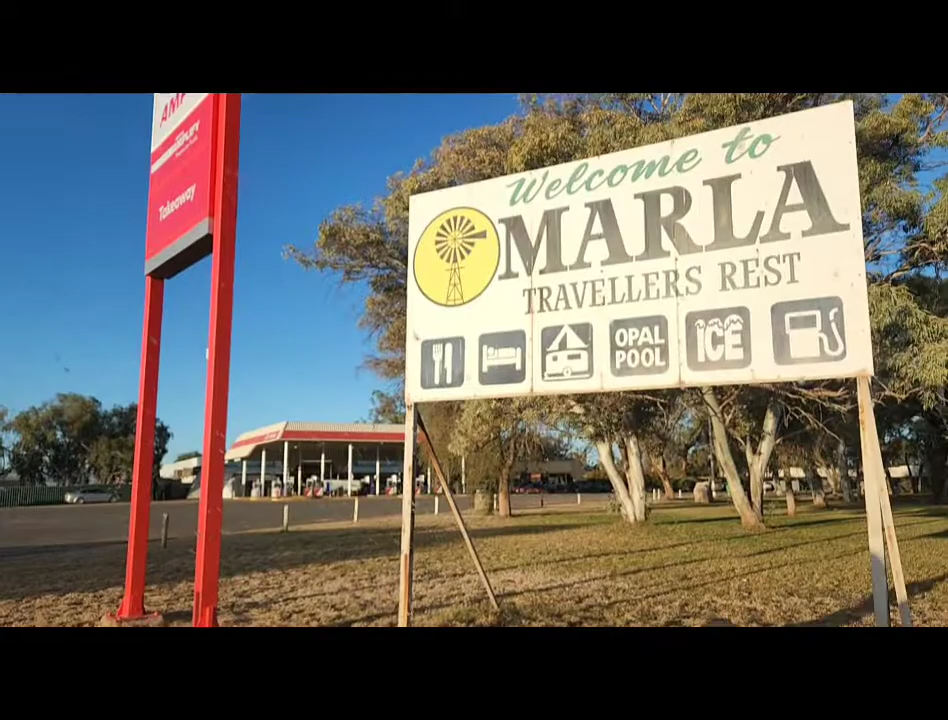 Takeaway
Welcome to
MARLA
TRAVELLERS REST
OPAL
POOL
ICE